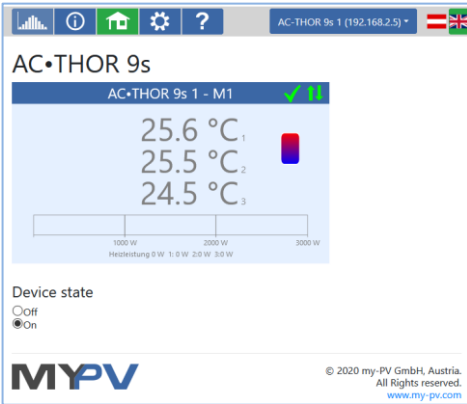 ?
AC-THOR 9s 1 (192.168.2.5)
AC•THOR 9s
AC•THOR 9s 1 - M1
25.6 °C 1
25.5 °C 2
24.5 °C 3
1000 W 2000 W 3000 W
Heizleistung 0 W 1:0 W 2:0 W 3:0 W
Device state
Off
On
MYPV
© 2020 my-PV GmbH, Austria.
All Rights reserved.
www.my-pv.com